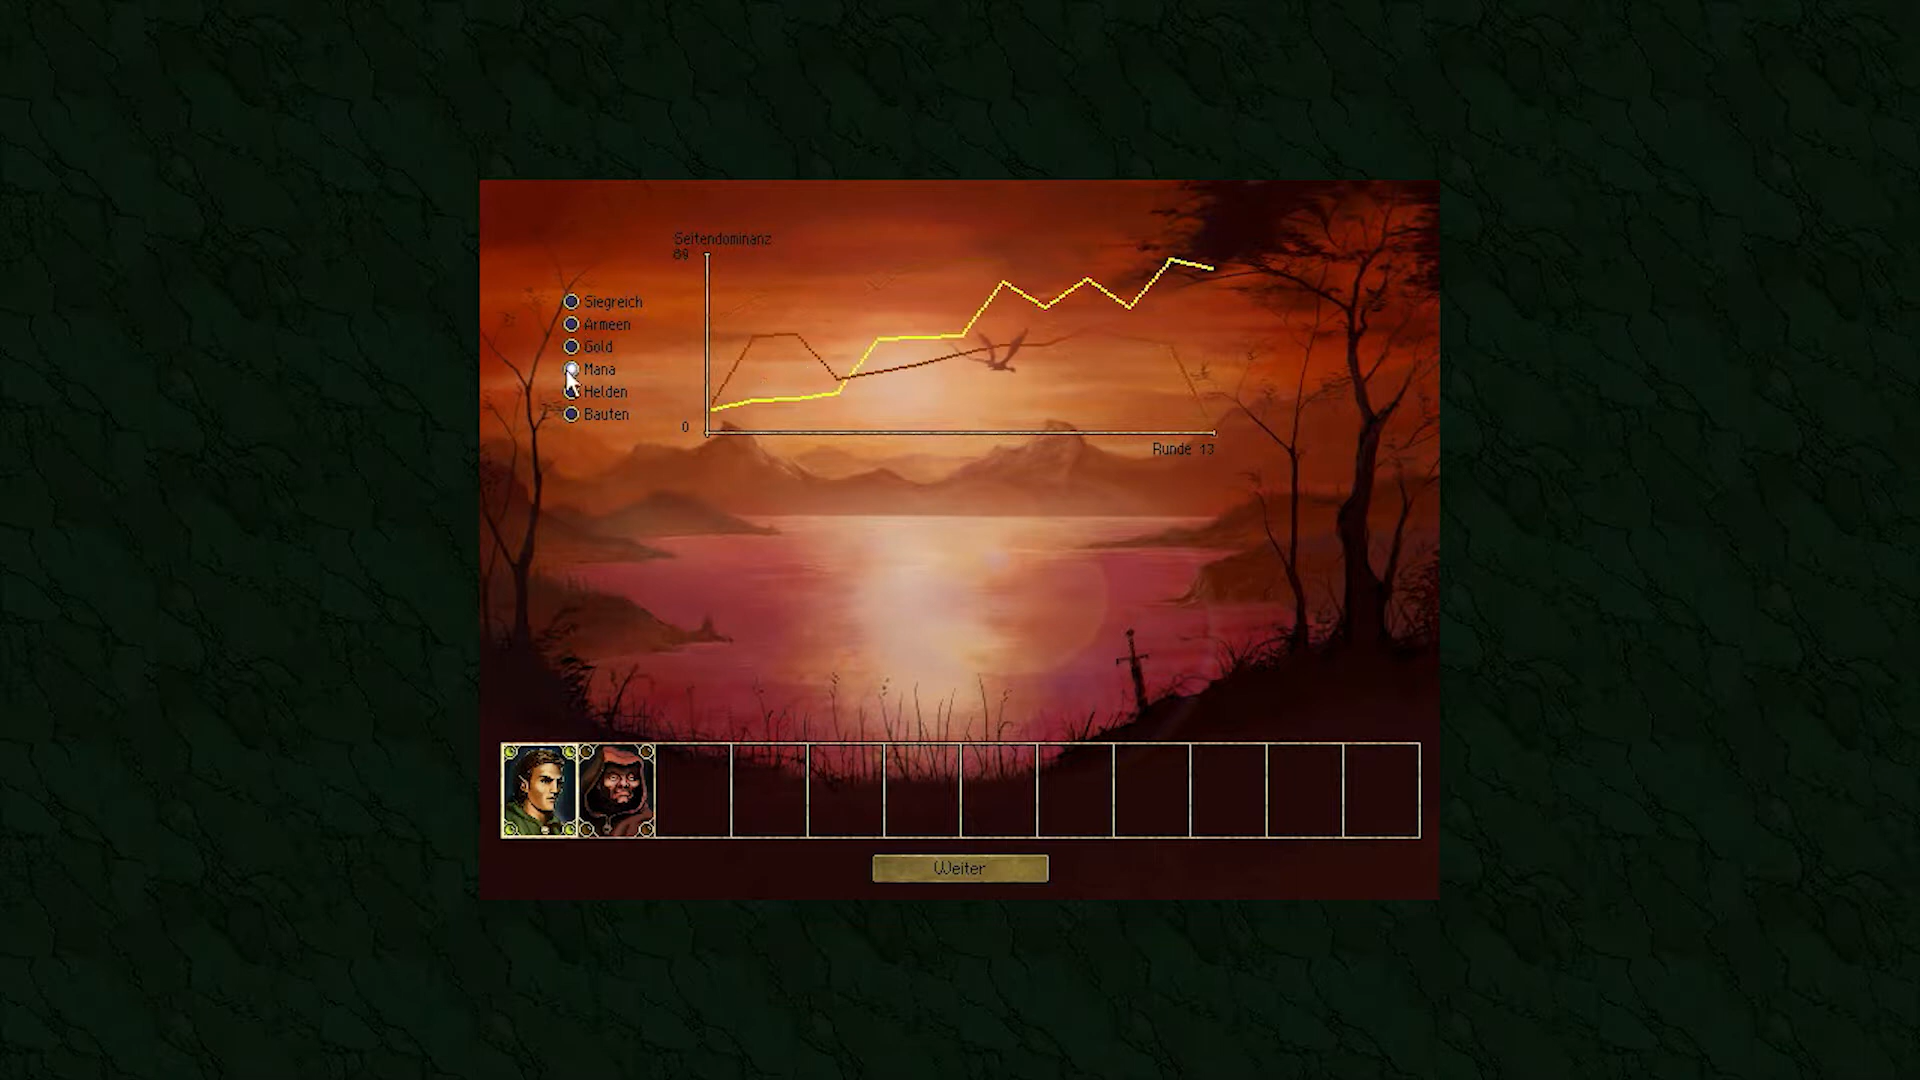 Seitendominanz
89
Siegreich
Armeen
Gold
Mana
Helden
Bauten
0
Runde 13
Weiter